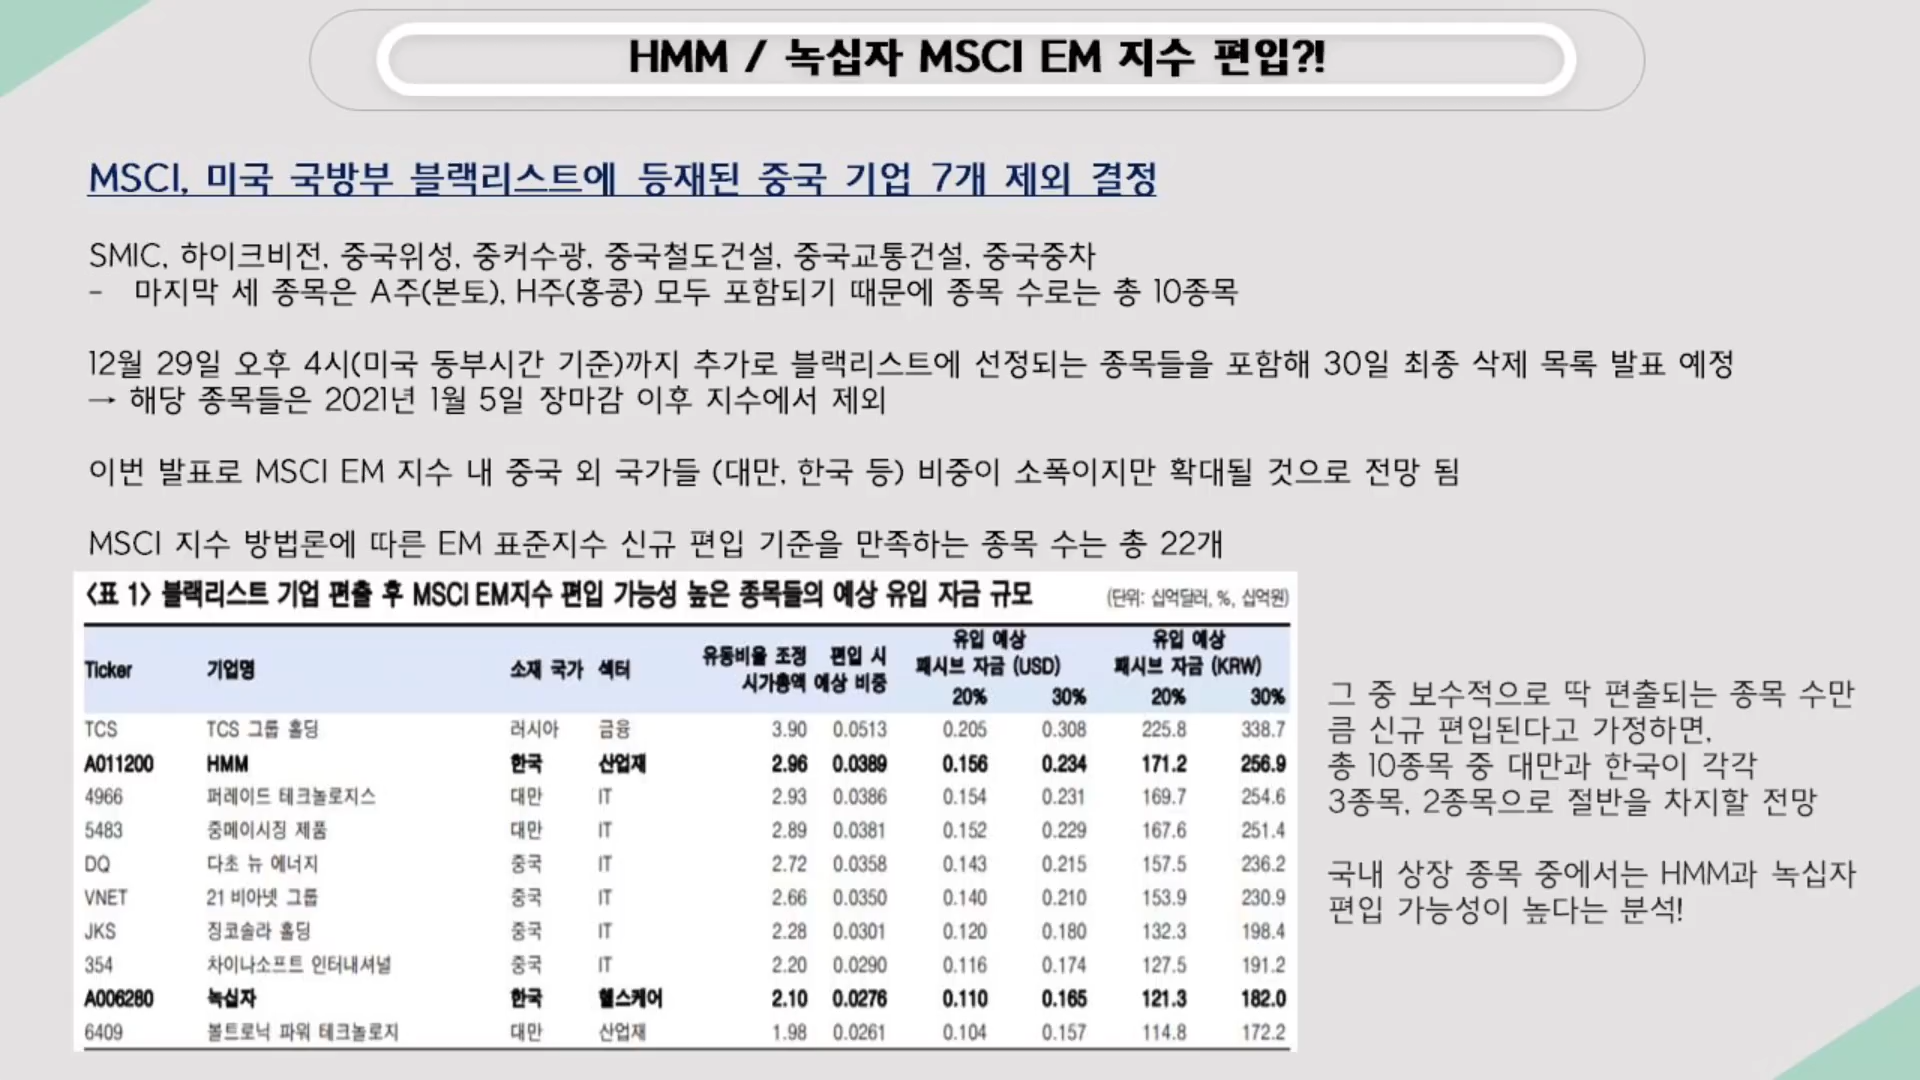 HMM / 녹십자 MSCI EM 지수 편입?!
MSCI, 미국 국방부 블랙리스트에 등재된 중국 기업 7개 제외 결정
SMIC, 하이크비전, 중국위성, 중커수광, 중국철도건설, 중국교통건설, 중국중차
- 마지막 세 종목은 A주(본토), H주(홍콩) 모두 포함되기 때문에 종목 수로는 총 10종목
12월 29일 오후 4시(미국 동부시간 기준)까지 추가로 블랙리스트에 선정되는 종목들을 포함해 30일 최종 삭제 목록 발표 예정
→ 해당 종목들은 2021년 1월 5일 장마감 이후 지수에서 제외
이번 발표로 MSCI EM 지수 내 중국 외 국가들 (대만, 한국 등) 비중이 소폭이지만 확대될 것으로 전망 됨
MSCI 지수 방법론에 따른 EM 표준지수 신규 편입 기준을 만족하는 종목 수는 총 22개
<표 1> 블랙리스트 기업 편출 후 MSCI EM지수 편입 가능성 높은 종목들의 예상 유입 자금 규모 (단위: 십억달러, %, 십억원)
유입 예상 유입 예상
유동비율 조정 편입 시 패시브 자금 (USD) 패시브 자금 (KRW)
Ticker 기업명 소재 국가 섹터 시가총액 예상 비중 20% 30% 20% 30%
TCS TCS 그룹 홀딩 러시아 금융 3.90 0.0513 0.205 0.308 225.8 338.7
A011200 HMM 한국 산업재 2.96 0.0389 0.156 0.234 171.2 256.9
4966 퍼레이드 테크놀로지스 대만 IT 2.93 0.0386 0.154 0.231 169.7 254.6
5483 중메이시징 제품 대만 IT 2.89 0.0381 0.152 0.229 167.6 251.4
DQ 다초 뉴 에너지 중국 IT 2.72 0.0358 0.143 0.215 157.5 236.2
VNET 21 비아넷 그룹 중국 IT 2.66 0.0350 0.140 0.210 153.9 230.9
JKS 징코솔라 홀딩 중국 IT 2.28 0.0301 0.120 0.180 132.3 198.4
354 차이나소프트 인터내셔널 중국 IT 2.20 0.0290 0.116 0.174 127.5 191.2
A006280 녹십자 한국 헬스케어 2.10 0.0276 0.110 0.165 121.3 182.0
6409 볼트로닉 파워 테크놀로지 대만 산업재 1.98 0.0261 0.104 0.157 114.8 172.2
그 중 보수적으로 딱 편출되는 종목 수만
큼 신규 편입된다고 가정하면,
총 10종목 중 대만과 한국이 각각
3종목, 2종목으로 절반을 차지할 전망
국내 상장 종목 중에서는 HMM과 녹십자
편입 가능성이 높다는 분석!